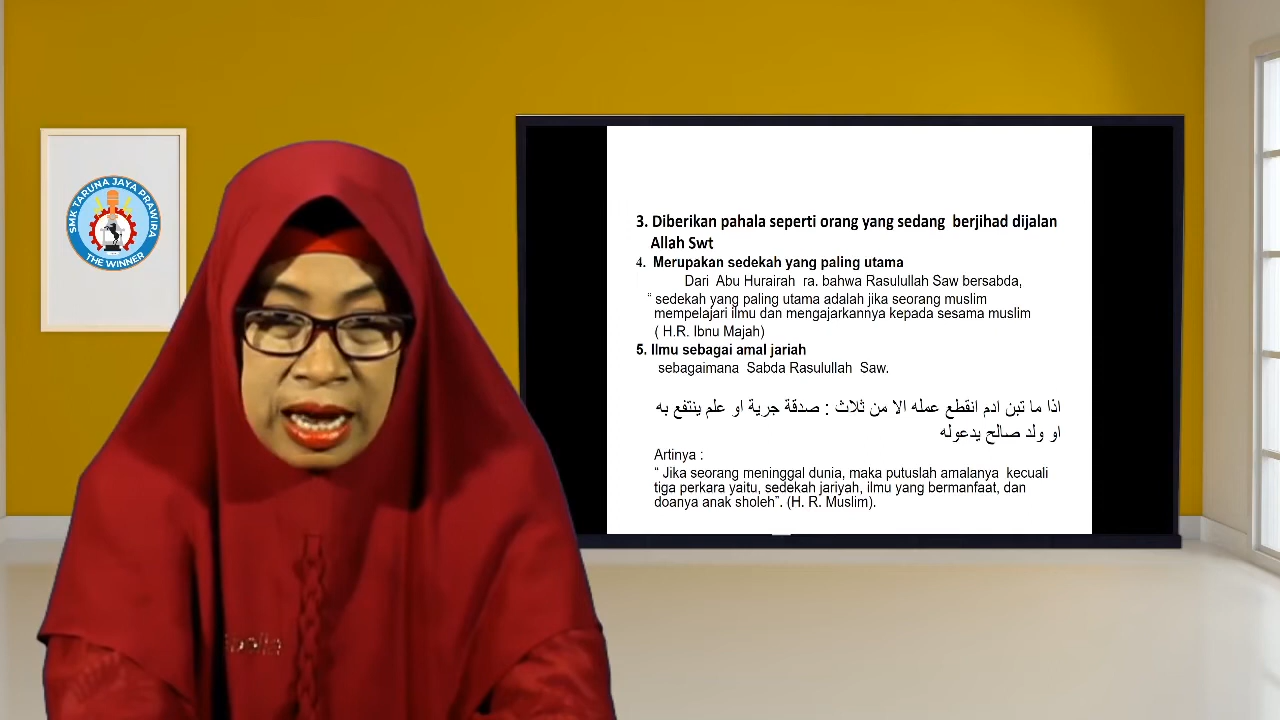 SMK TARUNA JAYA PRAWIRA
THE WINNER
3. Diberikan pahala seperti orang yang sedang berjihad dijalan
Allah Swt
4. Merupakan sedekah yang paling utama
Dari Abu Hurairah ra. bahwa Rasulullah Saw bersabda,
“ sedekah yang paling utama adalah jika seorang muslim
mempelajari ilmu dan mengajarkannya kepada sesama muslim
( H.R. Ibnu Majah)
5. Ilmu sebagai amal jariah
sebagaimana Sabda Rasulullah Saw.
اذا ما تبن ادم انقطع عمله الا من ثلاث : صدقة جرية او علم ينتفع به
او ولد صالح يدعوله
Artinya :
“ Jika seorang meninggal dunia, maka putuslah amalanya kecuali
tiga perkara yaitu, sedekah jariyah, ilmu yang bermanfaat, dan
doanya anak sholeh”. (H. R. Muslim).